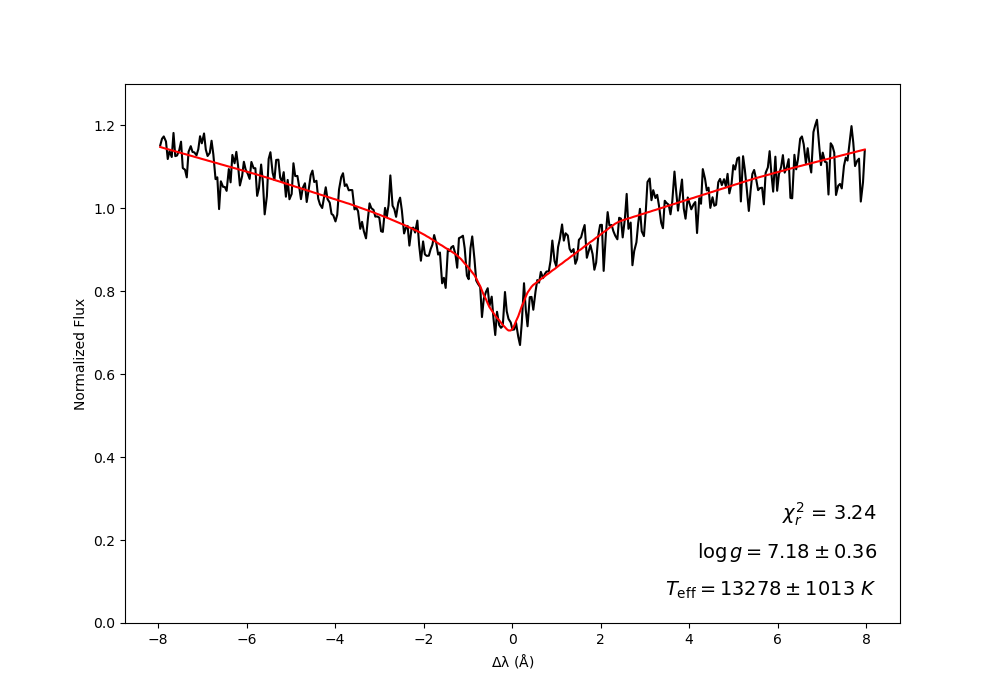 1.2
1.0
0.8
0.6
0.4
0.2
0.0
Normalized Flux
χ²ᵣ = 3.24
log g = 7.18 ± 0.36
T_eff = 13278 ± 1013 K
−8 −6 −4 −2 0 2 4 6 8
Δλ (Å)